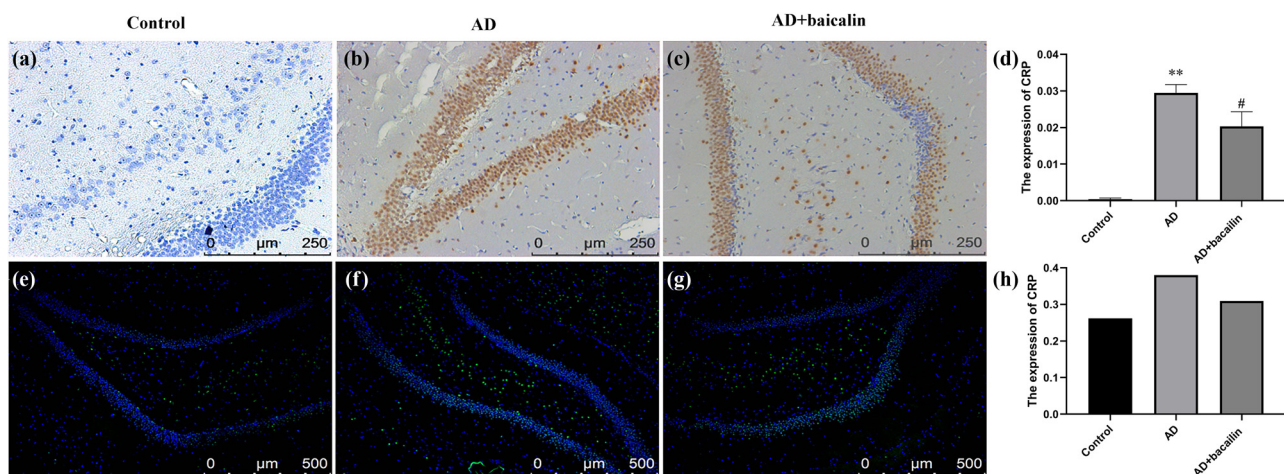 Control
AD
AD+baicalin
(a)
0 µm 250
(b)
0 µm 250
(c)
0 µm 250
(d)
The expression of CRP
0.04
0.03
0.02
0.01
0.00
**
#
Control
AD
AD+bacailin
(e)
0 µm 500
(f)
0 µm 500
(g)
0 µm 500
(h)
The expression of CRP
0.4
0.3
0.2
0.1
0.0
Control
AD
AD+bacailin